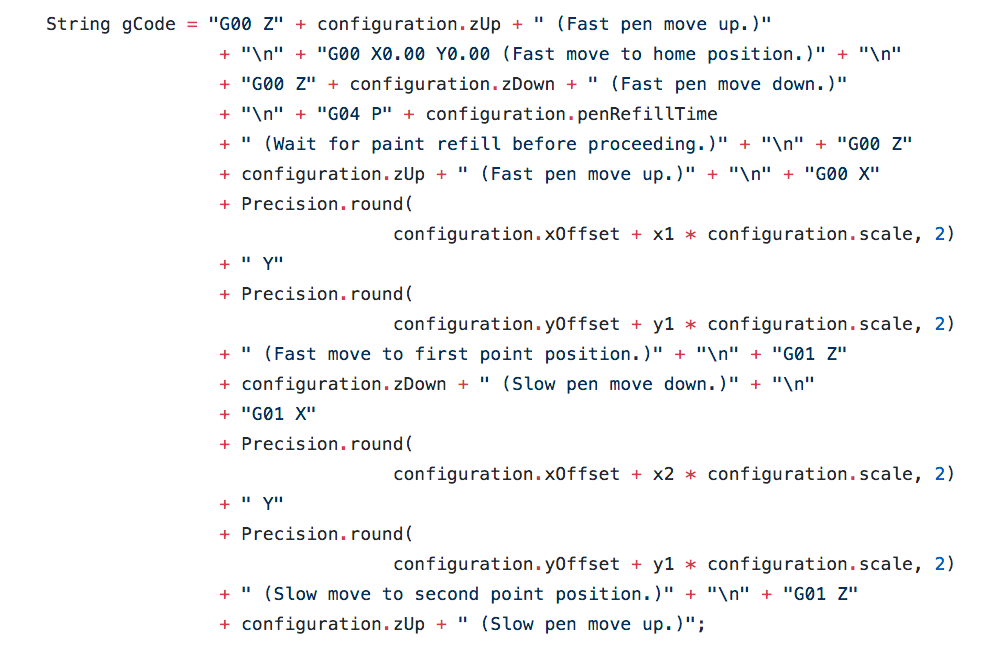 String gCode = "G00 Z" + configuration.zUp + " (Fast pen move up.)"
+ "\n" + "G00 X0.00 Y0.00 (Fast move to home position.)" + "\n"
+ "G00 Z" + configuration.zDown + " (Fast pen move down.)"
+ "\n" + "G04 P" + configuration.penRefillTime
+ " (Wait for paint refill before proceeding.)" + "\n" + "G00 Z"
+ configuration.zUp + " (Fast pen move up.)" + "\n" + "G00 X"
+ Precision.round(
configuration.xOffset + x1 * configuration.scale, 2)
+ " Y"
+ Precision.round(
configuration.yOffset + y1 * configuration.scale, 2)
+ " (Fast move to first point position.)" + "\n" + "G01 Z"
+ configuration.zDown + " (Slow pen move down.)" + "\n"
+ "G01 X"
+ Precision.round(
configuration.xOffset + x2 * configuration.scale, 2)
+ " Y"
+ Precision.round(
configuration.yOffset + y1 * configuration.scale, 2)
+ " (Slow move to second point position.)" + "\n" + "G01 Z"
+ configuration.zUp + " (Slow pen move up.)";